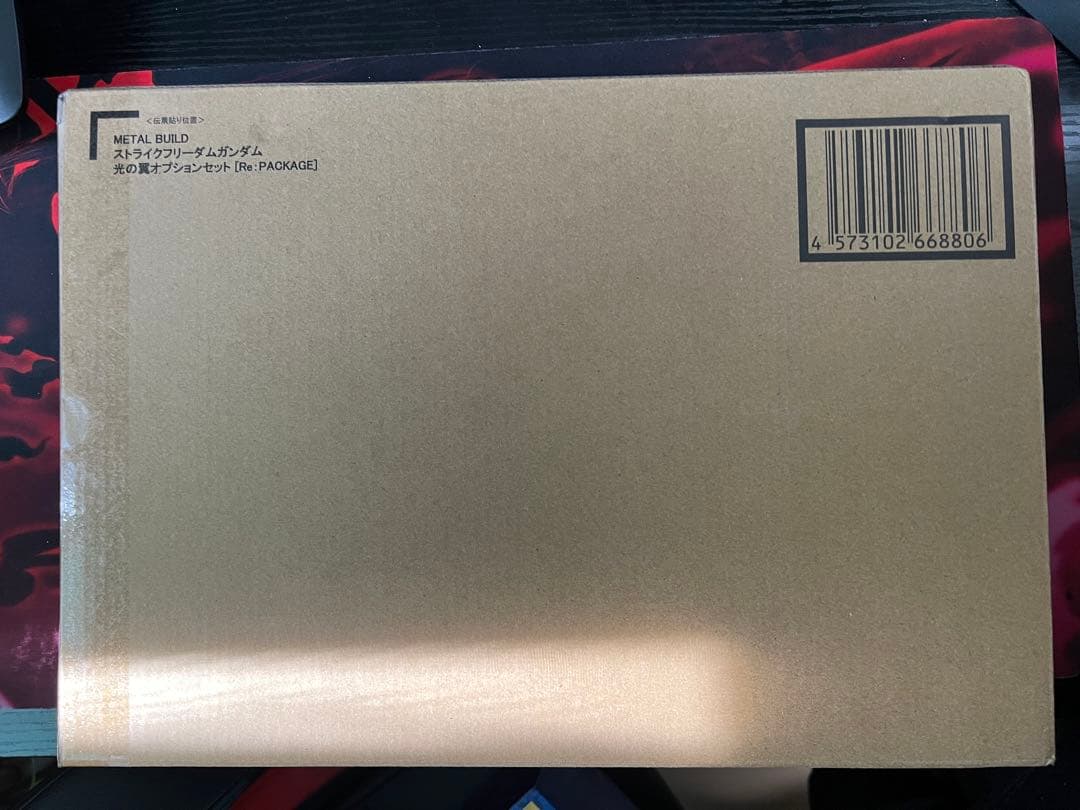 <伝票貼り位置>
METAL BUILD
ストライクフリーダムガンダム
光の翼オプションセット [Re:PACKAGE]
4 573102 668806